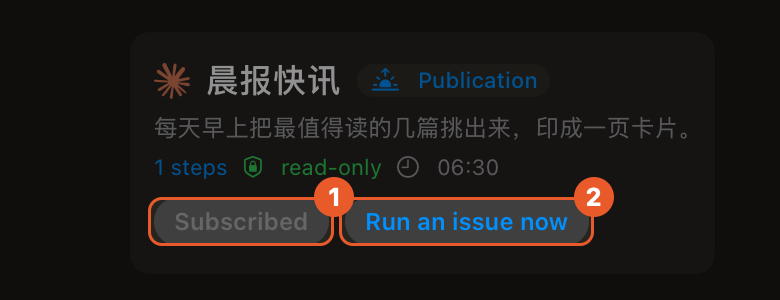 晨报快讯 Publication
每天早上把最值得读的几篇挑出来，印成一页卡片。
1 steps read-only 06:30
1 2
Subscribed Run an issue now